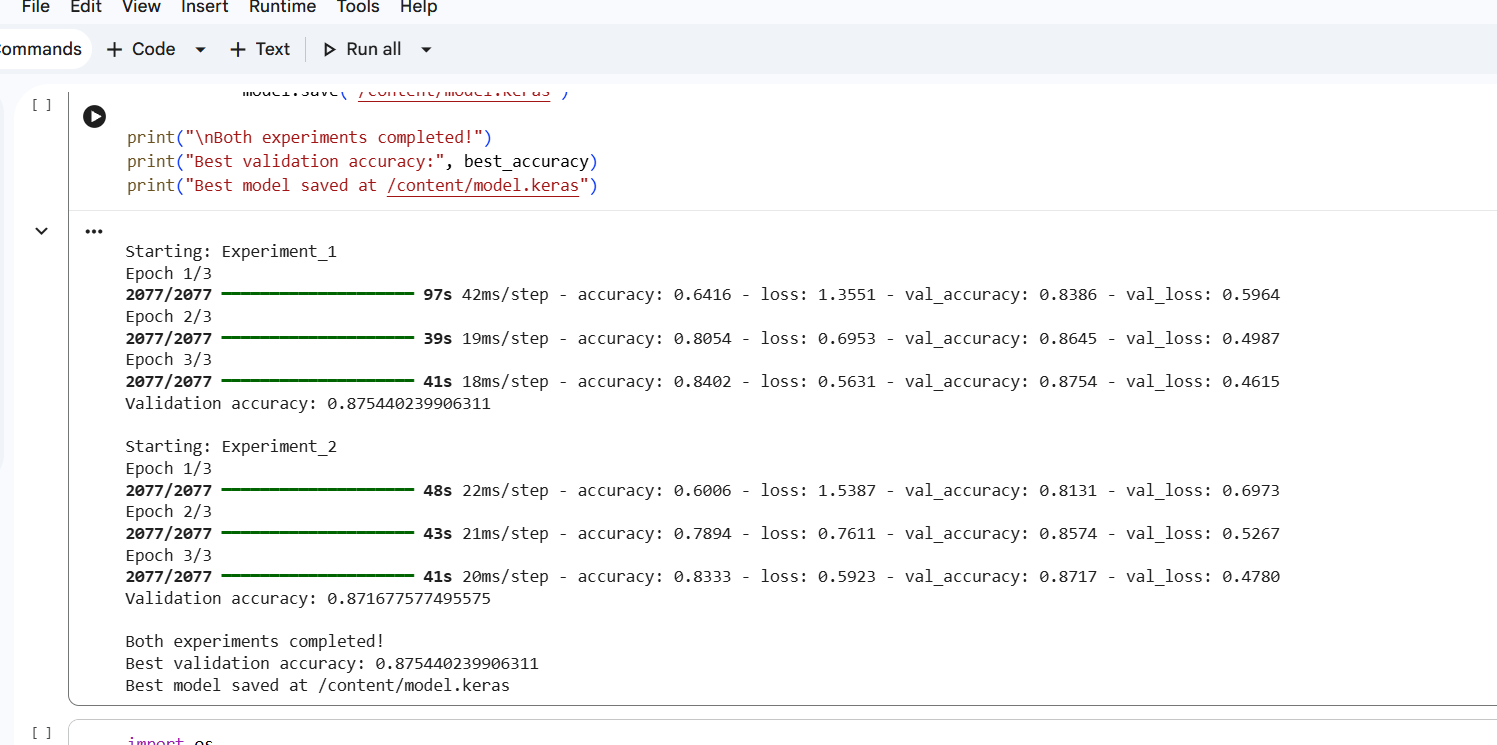 File Edit View Insert Runtime Tools Help
ommands + Code + Text Run all
[ ]
model.save("/content/model.keras")
print("\nBoth experiments completed!")
print("Best validation accuracy:", best_accuracy)
print("Best model saved at /content/model.keras")
...
Starting: Experiment_1
Epoch 1/3
2077/2077 97s 42ms/step - accuracy: 0.6416 - loss: 1.3551 - val_accuracy: 0.8386 - val_loss: 0.5964
Epoch 2/3
2077/2077 39s 19ms/step - accuracy: 0.8054 - loss: 0.6953 - val_accuracy: 0.8645 - val_loss: 0.4987
Epoch 3/3
2077/2077 41s 18ms/step - accuracy: 0.8402 - loss: 0.5631 - val_accuracy: 0.8754 - val_loss: 0.4615
Validation accuracy: 0.875440239906311
Starting: Experiment_2
Epoch 1/3
2077/2077 48s 22ms/step - accuracy: 0.6006 - loss: 1.5387 - val_accuracy: 0.8131 - val_loss: 0.6973
Epoch 2/3
2077/2077 43s 21ms/step - accuracy: 0.7894 - loss: 0.7611 - val_accuracy: 0.8574 - val_loss: 0.5267
Epoch 3/3
2077/2077 41s 20ms/step - accuracy: 0.8333 - loss: 0.5923 - val_accuracy: 0.8717 - val_loss: 0.4780
Validation accuracy: 0.871677577495575
Both experiments completed!
Best validation accuracy: 0.875440239906311
Best model saved at /content/model.keras
[ ]
import os